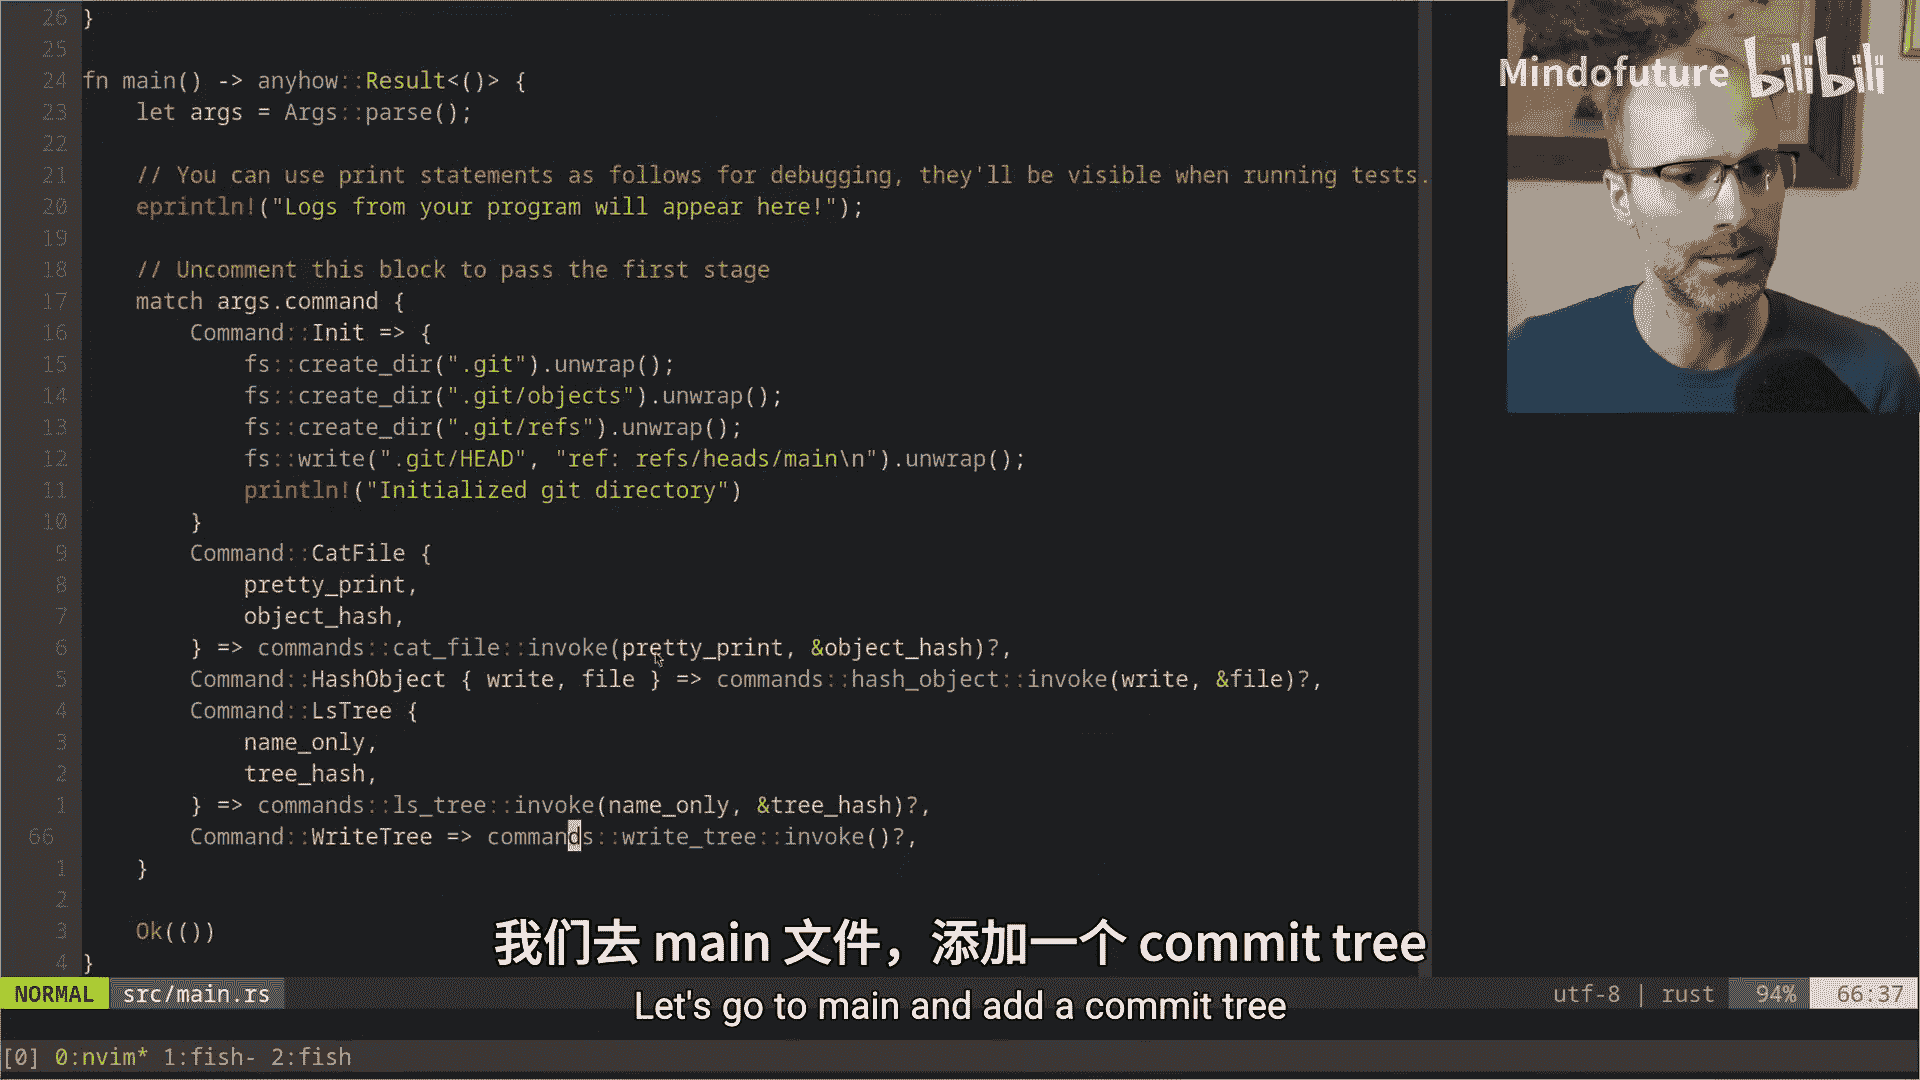 26 }
25
24 fn main() -> anyhow::Result<()> {
23     let args = Args::parse();
22
21     // You can use print statements as follows for debugging, they'll be visible when running tests.
20     eprintln!("Logs from your program will appear here!");
19
18     // Uncomment this block to pass the first stage
17     match args.command {
16         Command::Init => {
15             fs::create_dir(".git").unwrap();
14             fs::create_dir(".git/objects").unwrap();
13             fs::create_dir(".git/refs").unwrap();
12             fs::write(".git/HEAD", "ref: refs/heads/main\n").unwrap();
11             println!("Initialized git directory")
10         }
9         Command::CatFile {
8             pretty_print,
7             object_hash,
6         } => commands::cat_file::invoke(pretty_print, &object_hash)?,
5         Command::HashObject { write, file } => commands::hash_object::invoke(write, &file)?,
4         Command::LsTree {
3             name_only,
2             tree_hash,
1         } => commands::ls_tree::invoke(name_only, &tree_hash)?,
66         Command::WriteTree => commands::write_tree::invoke()?,
1     }
2
3     Ok(())
4 }
Mindofuture bilibili
我们去 main 文件，添加一个 commit tree
NORMAL src/main.rs utf-8 | rust 94% 66:37
Let's go to main and add a commit tree
[0] 0:nvim* 1:fish- 2:fish